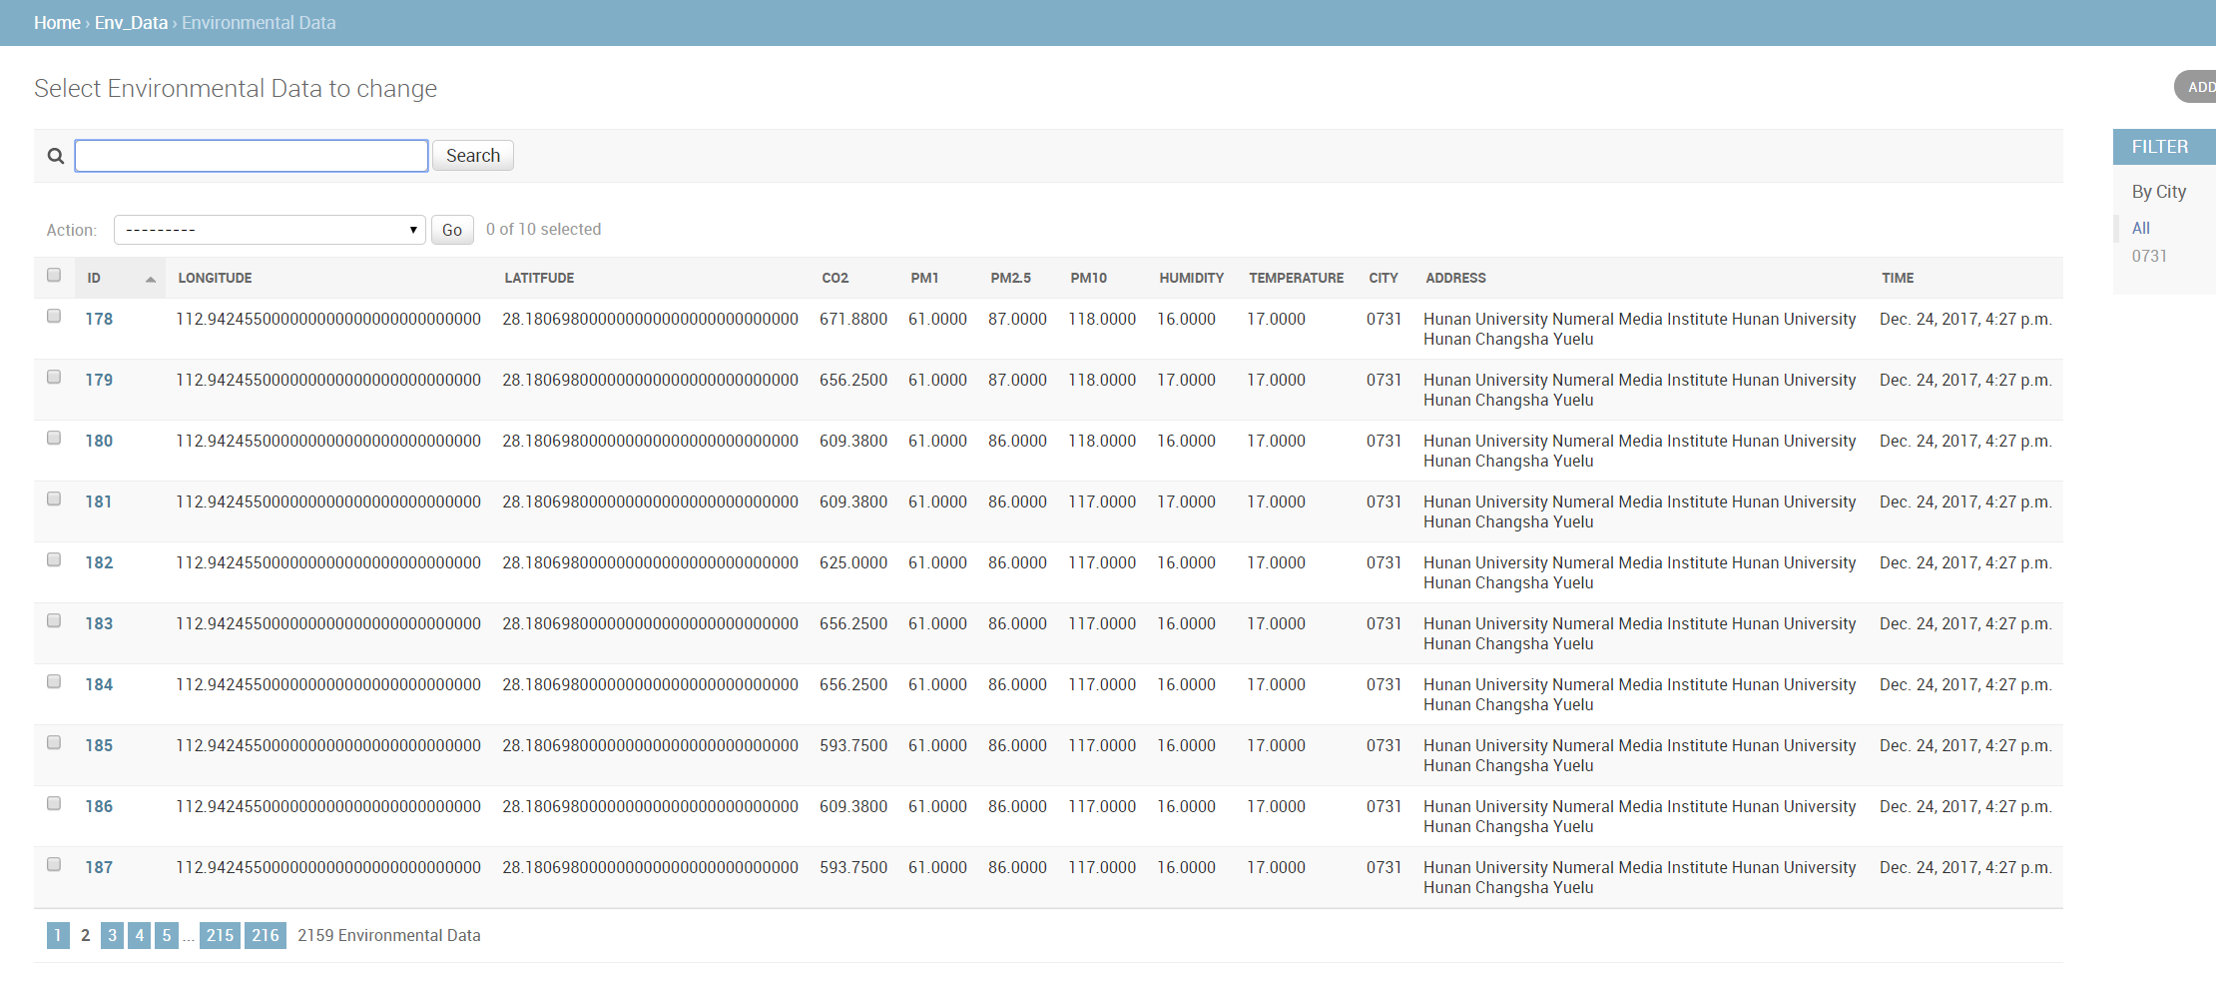 Home › Env_Data › Environmental Data
Select Environmental Data to change
ADD
Search
FILTER
By City
All
0731
Action: --------- Go 0 of 10 selected
ID LONGITUDE LATITFUDE CO2 PM1 PM2.5 PM10 HUMIDITY TEMPERATURE CITY ADDRESS TIME
178 112.942455000000000000000000000000 28.180698000000000000000000000000 671.8800 61.0000 87.0000 118.0000 16.0000 17.0000 0731 Hunan University Numeral Media Institute Hunan University Dec. 24, 2017, 4:27 p.m.
Hunan Changsha Yuelu
179 112.942455000000000000000000000000 28.180698000000000000000000000000 656.2500 61.0000 87.0000 118.0000 17.0000 17.0000 0731 Hunan University Numeral Media Institute Hunan University Dec. 24, 2017, 4:27 p.m.
Hunan Changsha Yuelu
180 112.942455000000000000000000000000 28.180698000000000000000000000000 609.3800 61.0000 86.0000 118.0000 16.0000 17.0000 0731 Hunan University Numeral Media Institute Hunan University Dec. 24, 2017, 4:27 p.m.
Hunan Changsha Yuelu
181 112.942455000000000000000000000000 28.180698000000000000000000000000 609.3800 61.0000 86.0000 117.0000 17.0000 17.0000 0731 Hunan University Numeral Media Institute Hunan University Dec. 24, 2017, 4:27 p.m.
Hunan Changsha Yuelu
182 112.942455000000000000000000000000 28.180698000000000000000000000000 625.0000 61.0000 86.0000 117.0000 16.0000 17.0000 0731 Hunan University Numeral Media Institute Hunan University Dec. 24, 2017, 4:27 p.m.
Hunan Changsha Yuelu
183 112.942455000000000000000000000000 28.180698000000000000000000000000 656.2500 61.0000 86.0000 117.0000 16.0000 17.0000 0731 Hunan University Numeral Media Institute Hunan University Dec. 24, 2017, 4:27 p.m.
Hunan Changsha Yuelu
184 112.942455000000000000000000000000 28.180698000000000000000000000000 656.2500 61.0000 86.0000 117.0000 16.0000 17.0000 0731 Hunan University Numeral Media Institute Hunan University Dec. 24, 2017, 4:27 p.m.
Hunan Changsha Yuelu
185 112.942455000000000000000000000000 28.180698000000000000000000000000 593.7500 61.0000 86.0000 117.0000 16.0000 17.0000 0731 Hunan University Numeral Media Institute Hunan University Dec. 24, 2017, 4:27 p.m.
Hunan Changsha Yuelu
186 112.942455000000000000000000000000 28.180698000000000000000000000000 609.3800 61.0000 86.0000 117.0000 16.0000 17.0000 0731 Hunan University Numeral Media Institute Hunan University Dec. 24, 2017, 4:27 p.m.
Hunan Changsha Yuelu
187 112.942455000000000000000000000000 28.180698000000000000000000000000 593.7500 61.0000 86.0000 117.0000 16.0000 17.0000 0731 Hunan University Numeral Media Institute Hunan University Dec. 24, 2017, 4:27 p.m.
Hunan Changsha Yuelu
1 2 3 4 5 ... 215 216 2159 Environmental Data